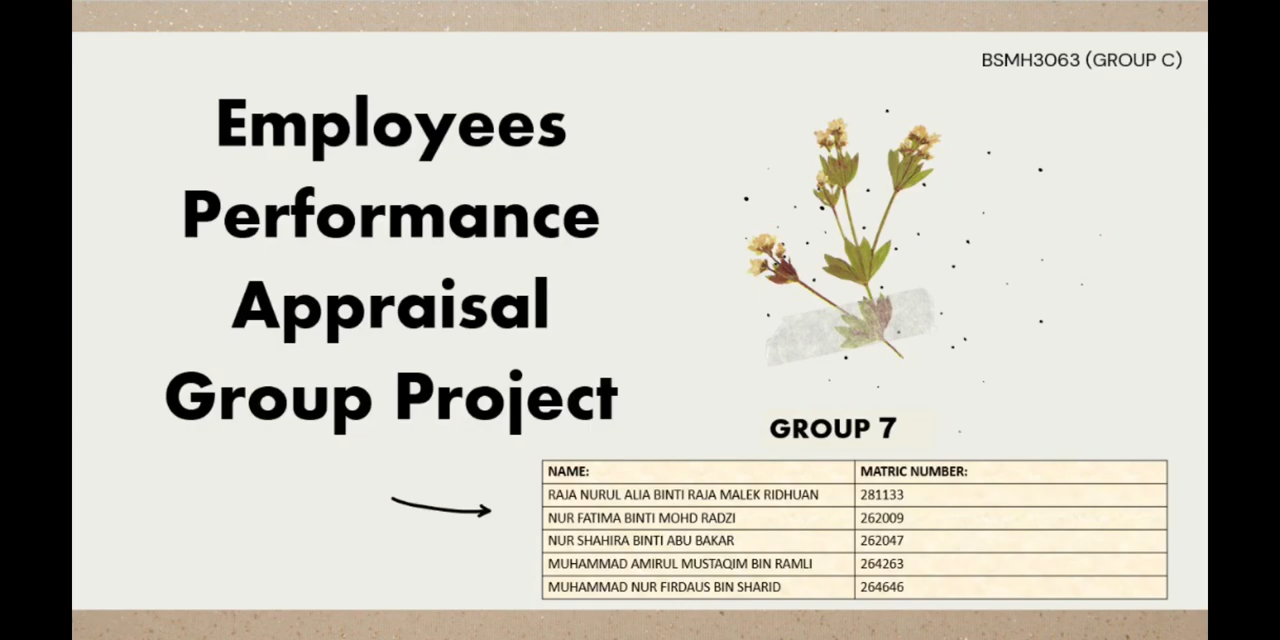 BSMH3063 (GROUP C)
Employees
Performance
Appraisal
Group Project
GROUP 7
NAME: MATRIC NUMBER:
RAJA NURUL ALIA BINTI RAJA MALEK RIDHUAN 281133
NUR FATIMA BINTI MOHD RADZI 262009
NUR SHAHIRA BINTI ABU BAKAR 262047
MUHAMMAD AMIRUL MUSTAQIM BIN RAMLI 264263
MUHAMMAD NUR FIRDAUS BIN SHARID 264646